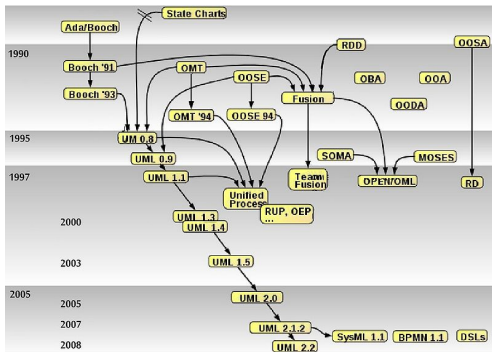 State Charts
Ada/Booch
1990
RDD
OOSA
Booch '91
OMT
OOSE
OBA
OOA
Booch '93
Fusion
OODA
OMT '94
OOSE 94
1995
UM 0.8
UML 0.9
SOMA
MOSES
1997
UML 1.1
Team
Fusion
OPEN/OML
RD
Unified
Process
RUP, OEP
...
UML 1.3
2000
UML 1.4
2003
UML 1.5
2005
UML 2.0
2005
2007
UML 2.1.2
SysML 1.1
BPMN 1.1
DSLs
2008
UML 2.2